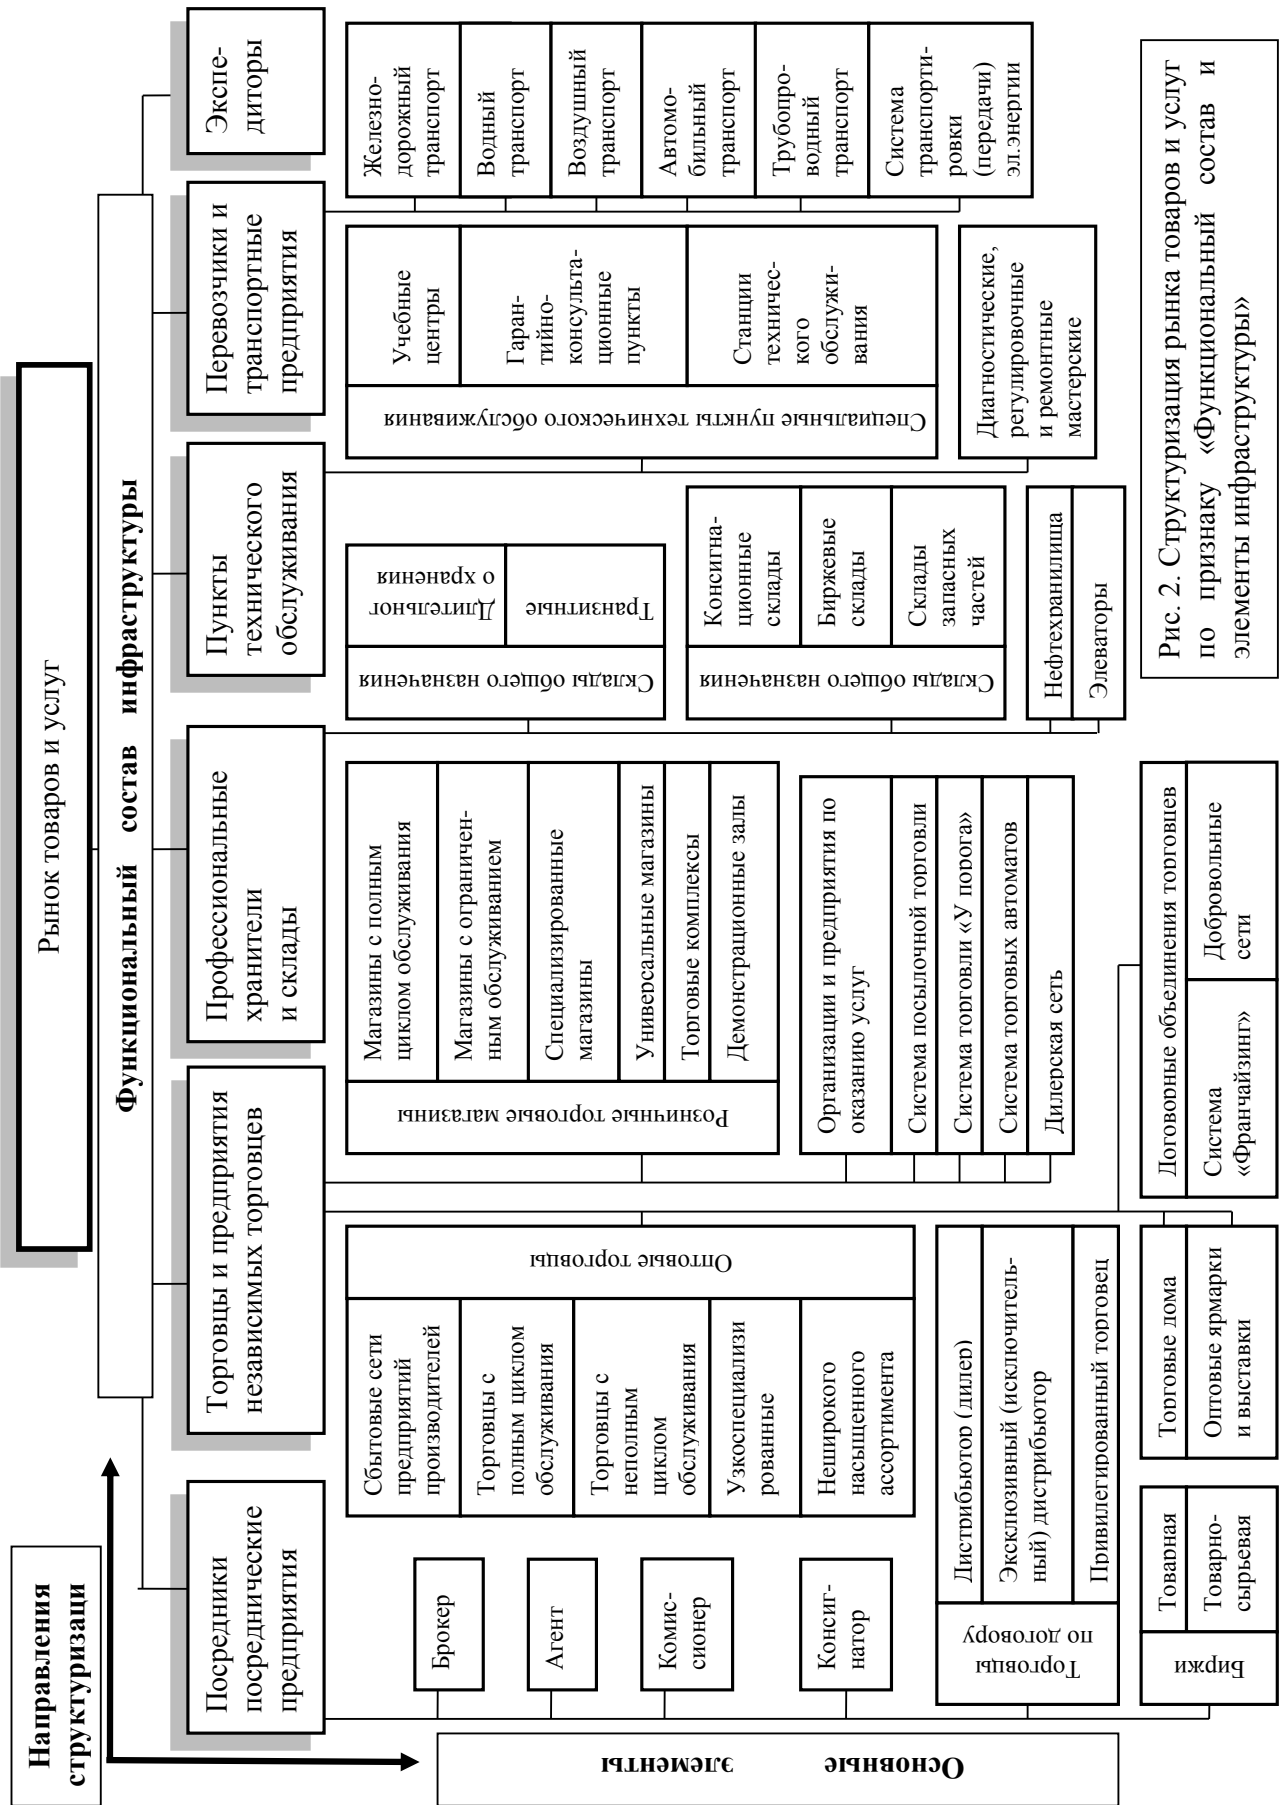 Направления
структуризаци
Рынок товаров и услуг
Функциональный состав инфраструктуры
Посредники
посреднические
предприятия
Торговцы и предприятия
независимых торговцев
Профессиональные
хранители
и склады
Пункты
технического
обслуживания
Перевозчики и
транспортные
предприятия
Экспе-
диторы
Основные элементы
Брокер
Агент
Комис-
сионер
Консиг-
натор
Торговцы
по договору
Дистрибьютор (дилер)
Эксклюзивный (исключитель-
ный) дистрибьютор
Привилегированный торговец
Биржи
Товарная
Товарно-
сырьевая
Сбытовые сети
предприятий
производителей
Торговцы с
полным циклом
обслуживания
Торговцы с
неполным
циклом
обслуживания
Узкоспециализи
рованные
Неширокого
насыщенного
ассортимента
Оптовые торговцы
Торговые дома
Оптовые ярмарки
и выставки
Розничные торговые магазины
Магазины с полным
циклом обслуживания
Магазины с ограничен-
ным обслуживанием
Специализированные
магазины
Универсальные магазины
Торговые комплексы
Демонстрационные залы
Организации и предприятия по
оказанию услуг
Система посылочной торговли
Система торговли «У порога»
Система торговых автоматов
Дилерская сеть
Договорные объединения торговцев
Система
«Франчайзинг»
Добровольные
сети
Склады общего назначения
Длительног
о хранения
Транзитные
Склады общего назначения
Консигна-
ционные
склады
Биржевые
склады
Склады
запасных
частей
Нефтехранилища
Элеваторы
Специальные пункты технического обслуживания
Учебные
центры
Гаран-
тийно-
консульта-
ционные
пункты
Станции
техничес-
кого
обслужи-
вания
Диагностические,
регулировочные
и ремонтные
мастерские
Железно-
дорожный
транспорт
Водный
транспорт
Воздушный
транспорт
Автомо-
бильный
транспорт
Трубопро-
водный
транспорт
Система
транспорти-
ровки
(передачи)
эл.энергии
Рис. 2. Структуризация рынка товаров и услуг
по признаку «Функциональный состав и
элементы инфраструктуры»